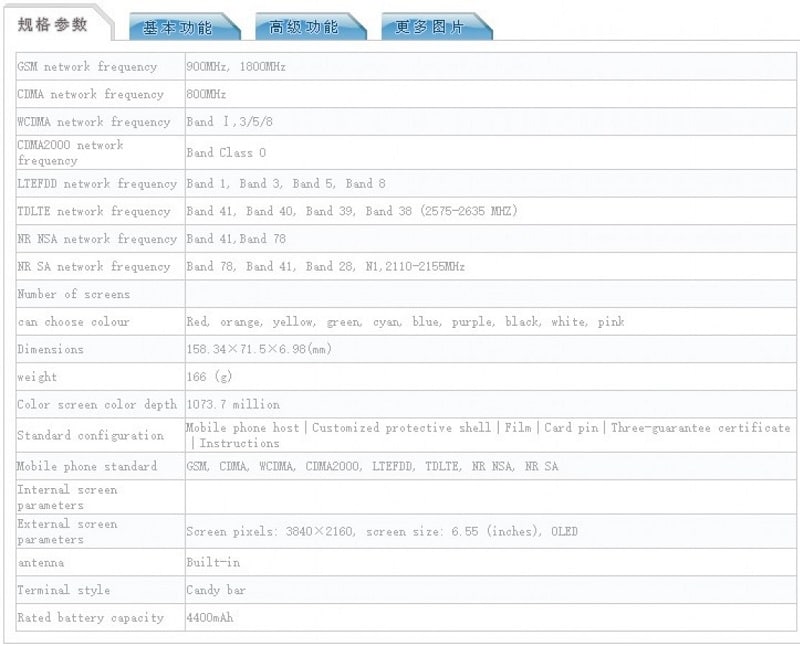 规格参数 基本功能 高级功能 更多图片
GSM network frequency 900MHz, 1800MHz
CDMA network frequency 800MHz
WCDMA network frequency Band Ⅰ,3/5/8
CDMA2000 network
frequency Band Class 0
LTEFDD network frequency Band 1, Band 3, Band 5, Band 8
TDLTE network frequency Band 41, Band 40, Band 39, Band 38 (2575-2635 MHZ)
NR NSA network frequency Band 41,Band 78
NR SA network frequency Band 78, Band 41, Band 28, N1,2110-2155MHz
Number of screens
can choose colour Red, orange, yellow, green, cyan, blue, purple, black, white, pink
Dimensions 158.34×71.5×6.98(mm)
weight 166 (g)
Color screen color depth 1073.7 million
Standard configuration Mobile phone host|Customized protective shell|Film|Card pin|Three-guarantee certificate
|Instructions
Mobile phone standard GSM, CDMA, WCDMA, CDMA2000, LTEFDD, TDLTE, NR NSA, NR SA
Internal screen
parameters
External screen
parameters Screen pixels: 3840×2160, screen size: 6.55 (inches), OLED
antenna Built-in
Terminal style Candy bar
Rated battery capacity 4400mAh